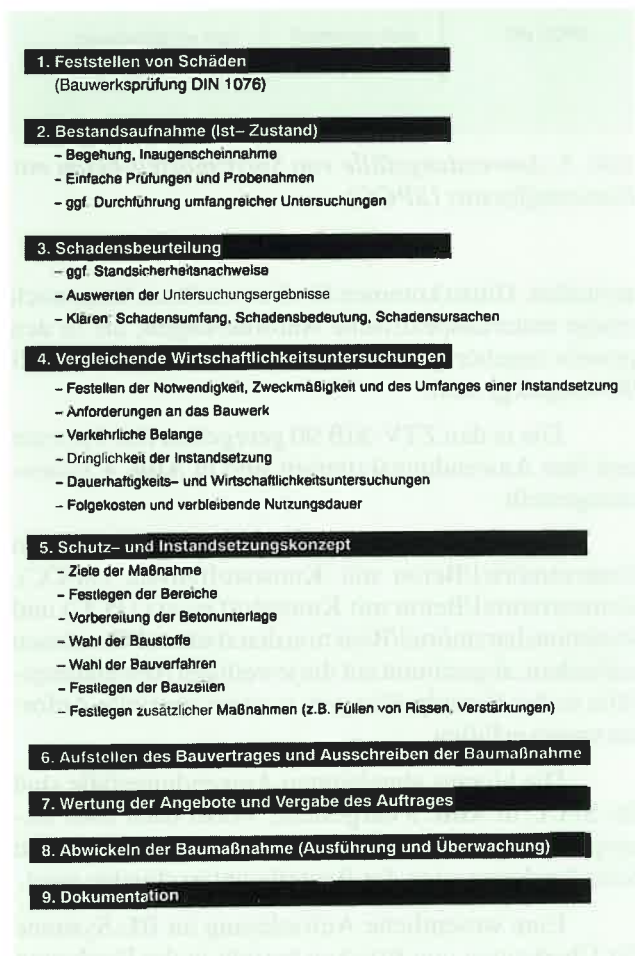 1. Feststellen von Schäden
(Bauwerksprüfung DIN 1076)
2. Bestandsaufnahme (Ist– Zustand)
– Begehung, Inaugenscheinnahme
– Einfache Prüfungen und Probenahmen
– ggf. Durchführung umfangreicher Untersuchungen
3. Schadensbeurteilung
– ggf. Standsicherheitsnachweise
– Auswerten der Untersuchungsergebnisse
– Klären: Schadensumfang, Schadensbedeutung, Schadensursachen
4. Vergleichende Wirtschaftlichkeitsuntersuchungen
– Festellen der Notwendigkeit, Zweckmäßigkeit und des Umfanges einer Instandsetzung
– Anforderungen an das Bauwerk
– Verkehrliche Belange
– Dringlichkeit der Instandsetzung
– Dauerhaftigkeits– und Wirtschaftlichkeitsuntersuchungen
– Folgekosten und verbleibende Nutzungsdauer
5. Schutz– und Instandsetzungskonzept
– Ziele der Maßnahme
– Festlegen der Bereiche
– Vorbereitung der Betonunterlage
– Wahl der Baustoffe
– Wahl der Bauverfahren
– Festlegen der Bauzeiten
– Festlegen zusätzlicher Maßnahmen (z.B. Füllen von Rissen, Verstärkungen)
6. Aufstellen des Bauvertrages und Ausschreiben der Baumaßnahme
7. Wertung der Angebote und Vergabe des Auftrages
8. Abwickeln der Baumaßnahme (Ausführung und Überwachung)
9. Dokumentation